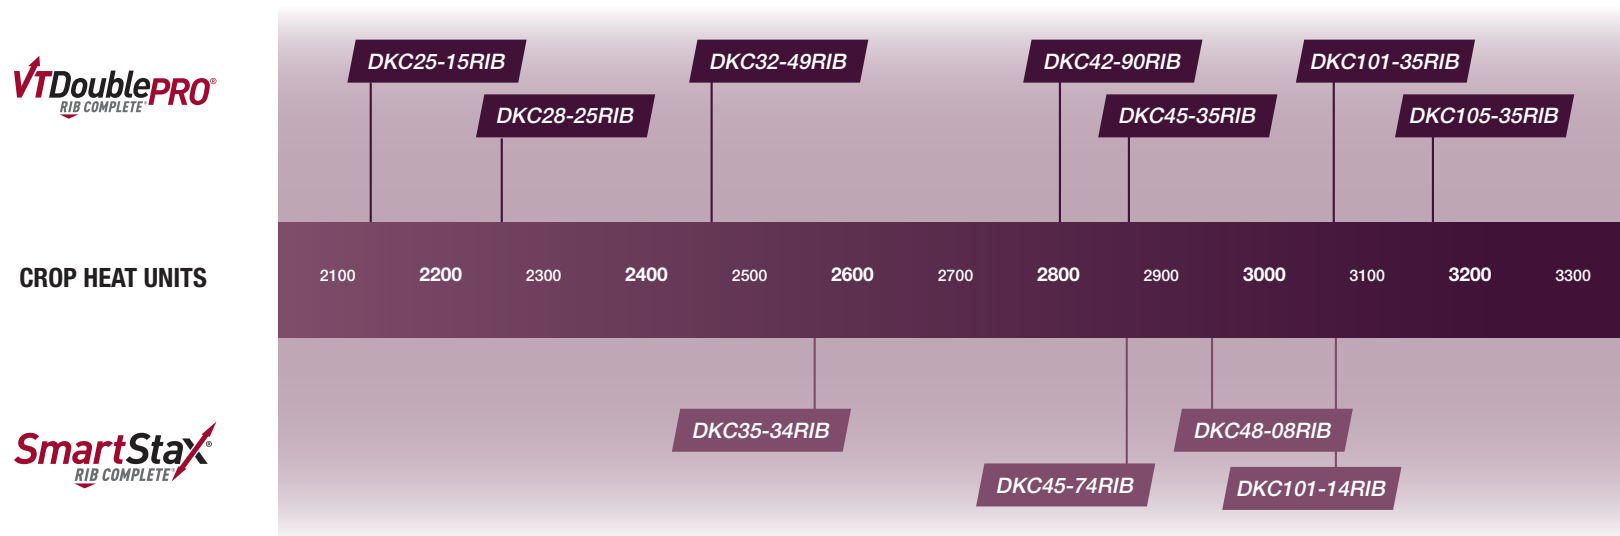 DKC25-15RIB DKC32-49RIB DKC42-90RIB DKC101-35RIB
VTDoublePRO®
RIB COMPLETE®
DKC28-25RIB DKC45-35RIB DKC105-35RIB
CROP HEAT UNITS
2100 2200 2300 2400 2500 2600 2700 2800 2900 3000 3100 3200 3300
SmartStax®
RIB COMPLETE®
DKC35-34RIB DKC48-08RIB
DKC45-74RIB DKC101-14RIB